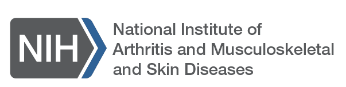 NIH
National Institute of
Arthritis and Musculoskeletal
and Skin Diseases